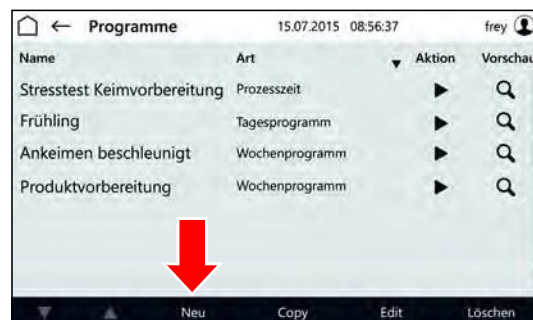 Programme 15.07.2015 08:56:37 frey
Name Art Aktion Vorschau
Stresstest Keimvorbereitung Prozesszeit
Frühling Tagesprogramm
Ankeimen beschleunigt Wochenprogramm
Produktvorbereitung Wochenprogramm
Neu Copy Edit Löschen